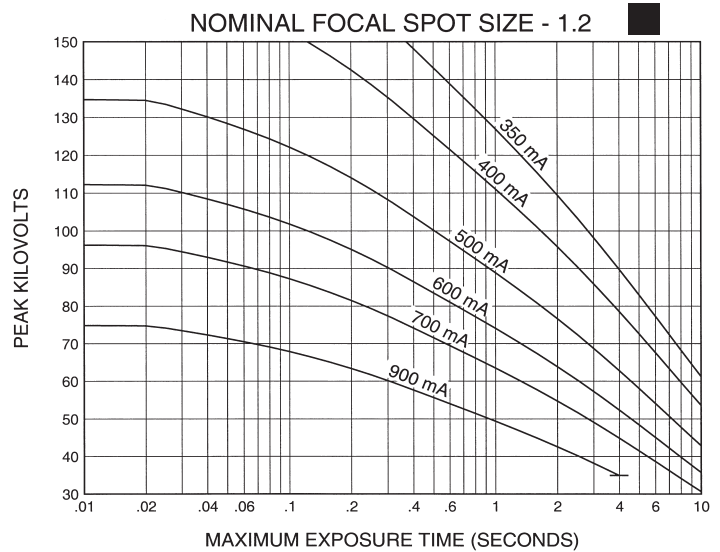 NOMINAL FOCAL SPOT SIZE - 1.2
PEAK KILOVOLTS
150
140
130
120
110
100
90
80
70
60
50
40
30
350 mA
400 mA
500 mA
600 mA
700 mA
900 mA
.01 .02 .04 .06 .1 .2 .4 .6 1 2 4 6 10
MAXIMUM EXPOSURE TIME (SECONDS)